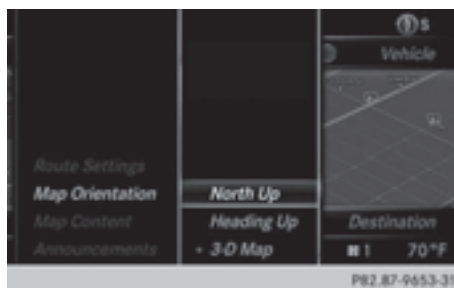 S
Vehicle
Route Settings
Map Orientation
North Up
Map Content
Heading Up
Destination
Announcements
3-D Map
1
70°F
P82.87-9653-31